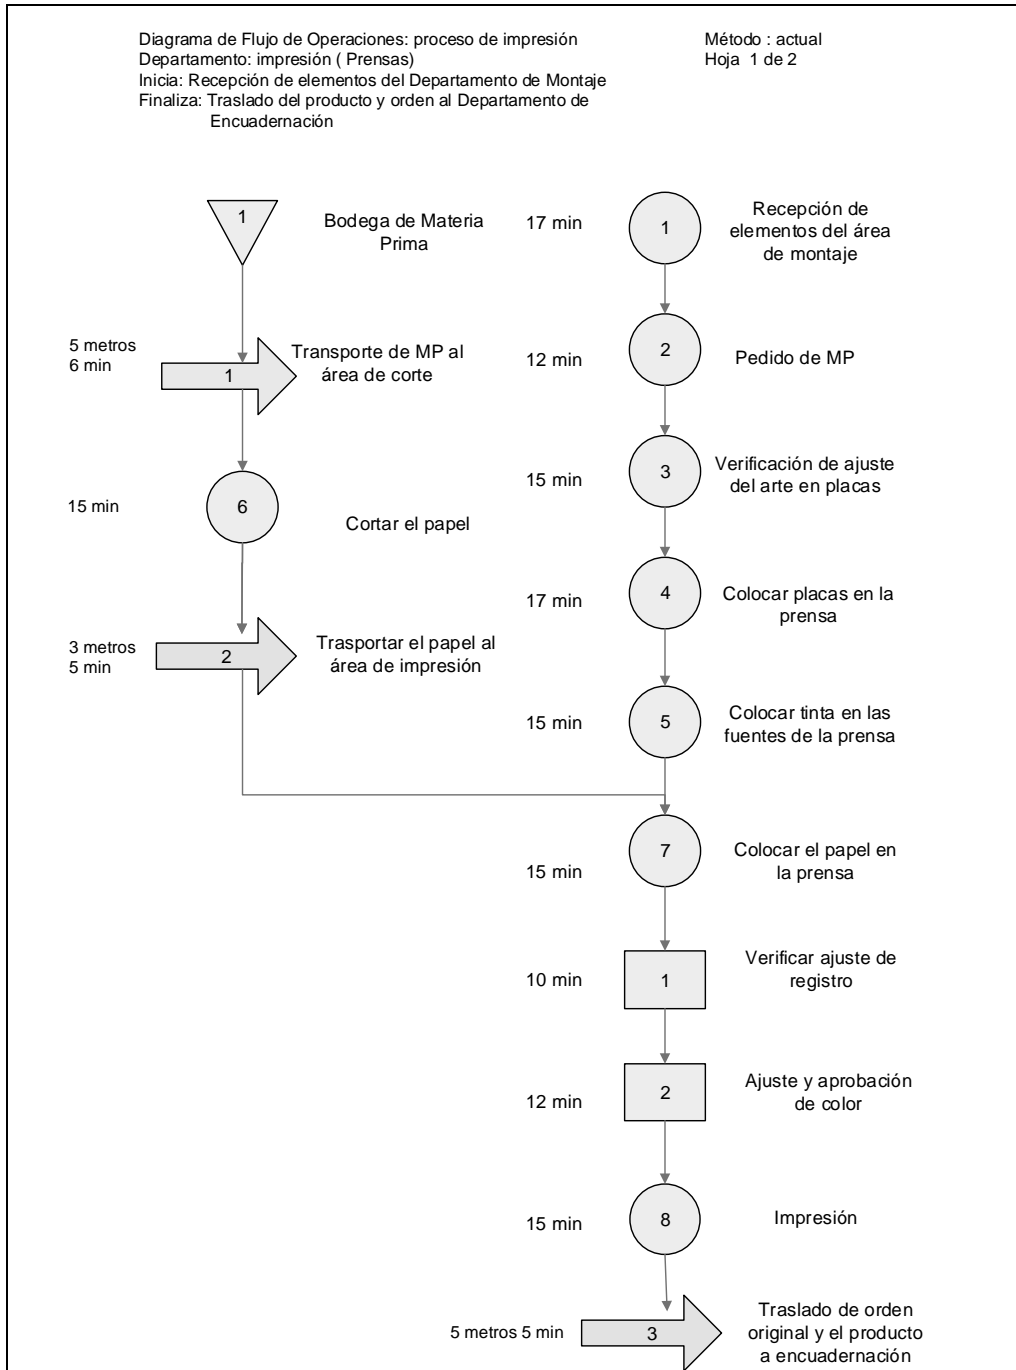 Diagrama de Flujo de Operaciones: proceso de impresión
Departamento: impresión ( Prensas)
Inicia: Recepción de elementos del Departamento de Montaje
Finaliza: Traslado del producto y orden al Departamento de
Encuadernación
Método : actual
Hoja 1 de 2
1
Bodega de Materia
Prima
5 metros
6 min
1
Transporte de MP al
área de corte
15 min
6
Cortar el papel
3 metros
5 min
2
Trasportar el papel al
área de impresión
17 min
1
Recepción de
elementos del área
de montaje
12 min
2
Pedido de MP
15 min
3
Verificación de ajuste
del arte en placas
17 min
4
Colocar placas en la
prensa
15 min
5
Colocar tinta en las
fuentes de la prensa
15 min
7
Colocar el papel en
la prensa
10 min
1
Verificar ajuste de
registro
12 min
2
Ajuste y aprobación
de color
15 min
8
Impresión
5 metros 5 min
3
Traslado de orden
original y el producto
a encuadernación